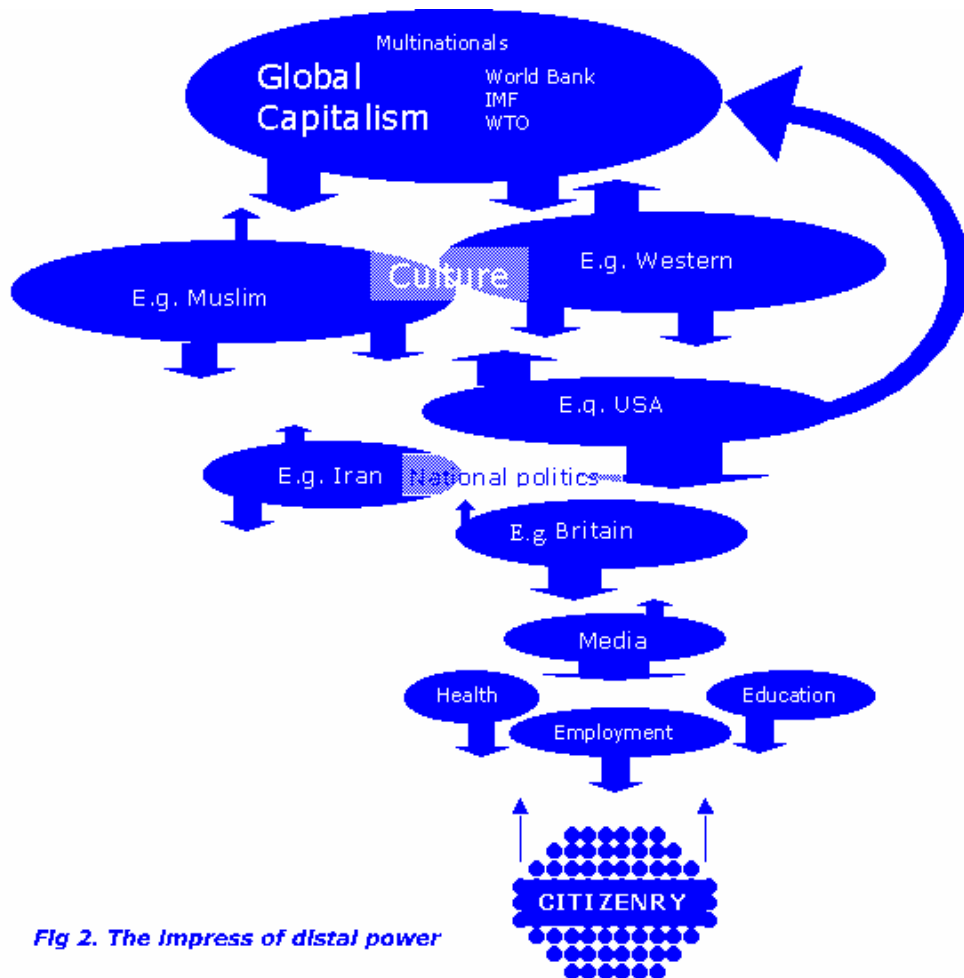 Multinationals
Global
Capitalism
World Bank
IMF
WTO
Culture
E.g. Western
E.g. Muslim
E.g. USA
E.g. Iran
National politics
E.g Britain
Media
Health
Education
Employment
CITIZENRY
Fig 2. The impress of distal power